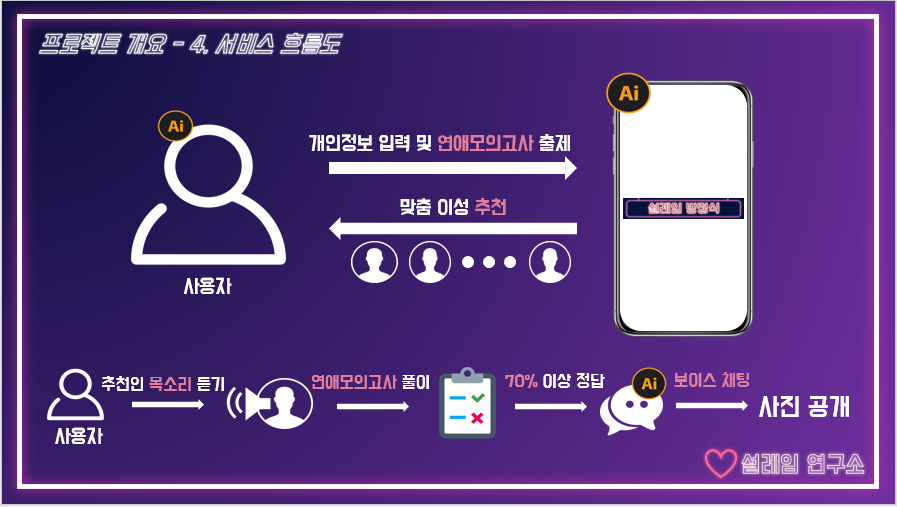 프로젝트 개요 - 4. 서비스 흐름도
Ai
Ai
개인정보 입력 및 연애모의고사 출제
맞춤 이성 추천
설레임 방정식
사용자
추천인 목소리 듣기
연애모의고사 풀이
70% 이상 정답
Ai
보이스 채팅
사진 공개
사용자
설레임 연구소